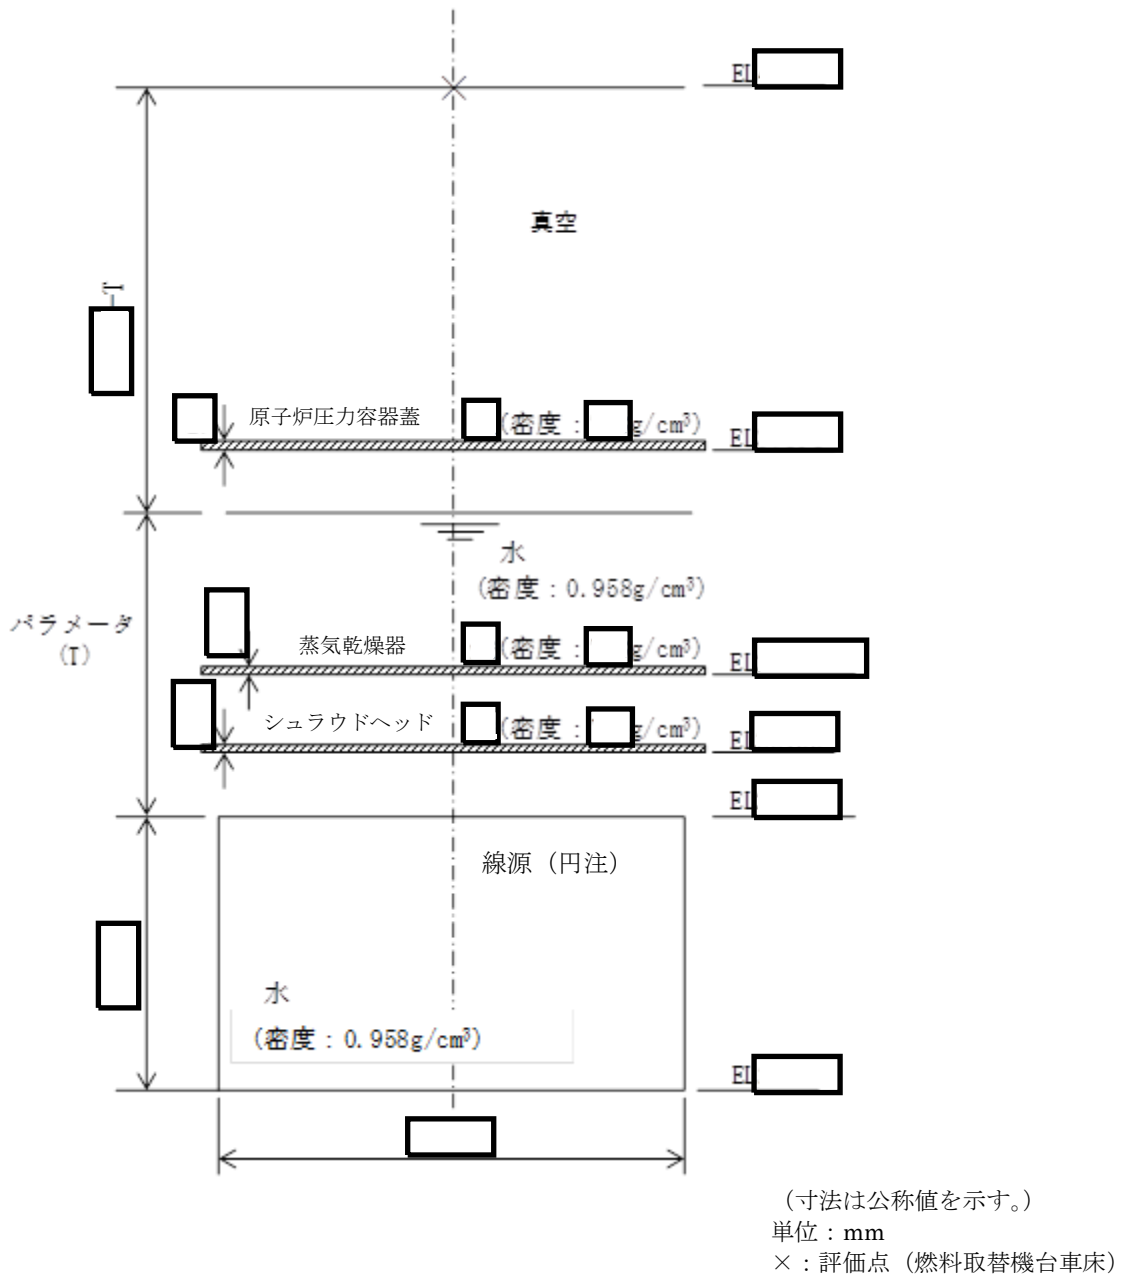 EL
真空
-T
原子炉圧力容器蓋 (密度: g/cm³) EL
水
(密度:0.958g/cm³)
パラメータ
(T)
蒸気乾燥器 (密度: g/cm³) EL
シュラウドヘッド (密度: g/cm³) EL
EL
線源（円注）
水
(密度:0.958g/cm³)
EL
（寸法は公称値を示す。）
単位：mm
×：評価点（燃料取替機台車床）